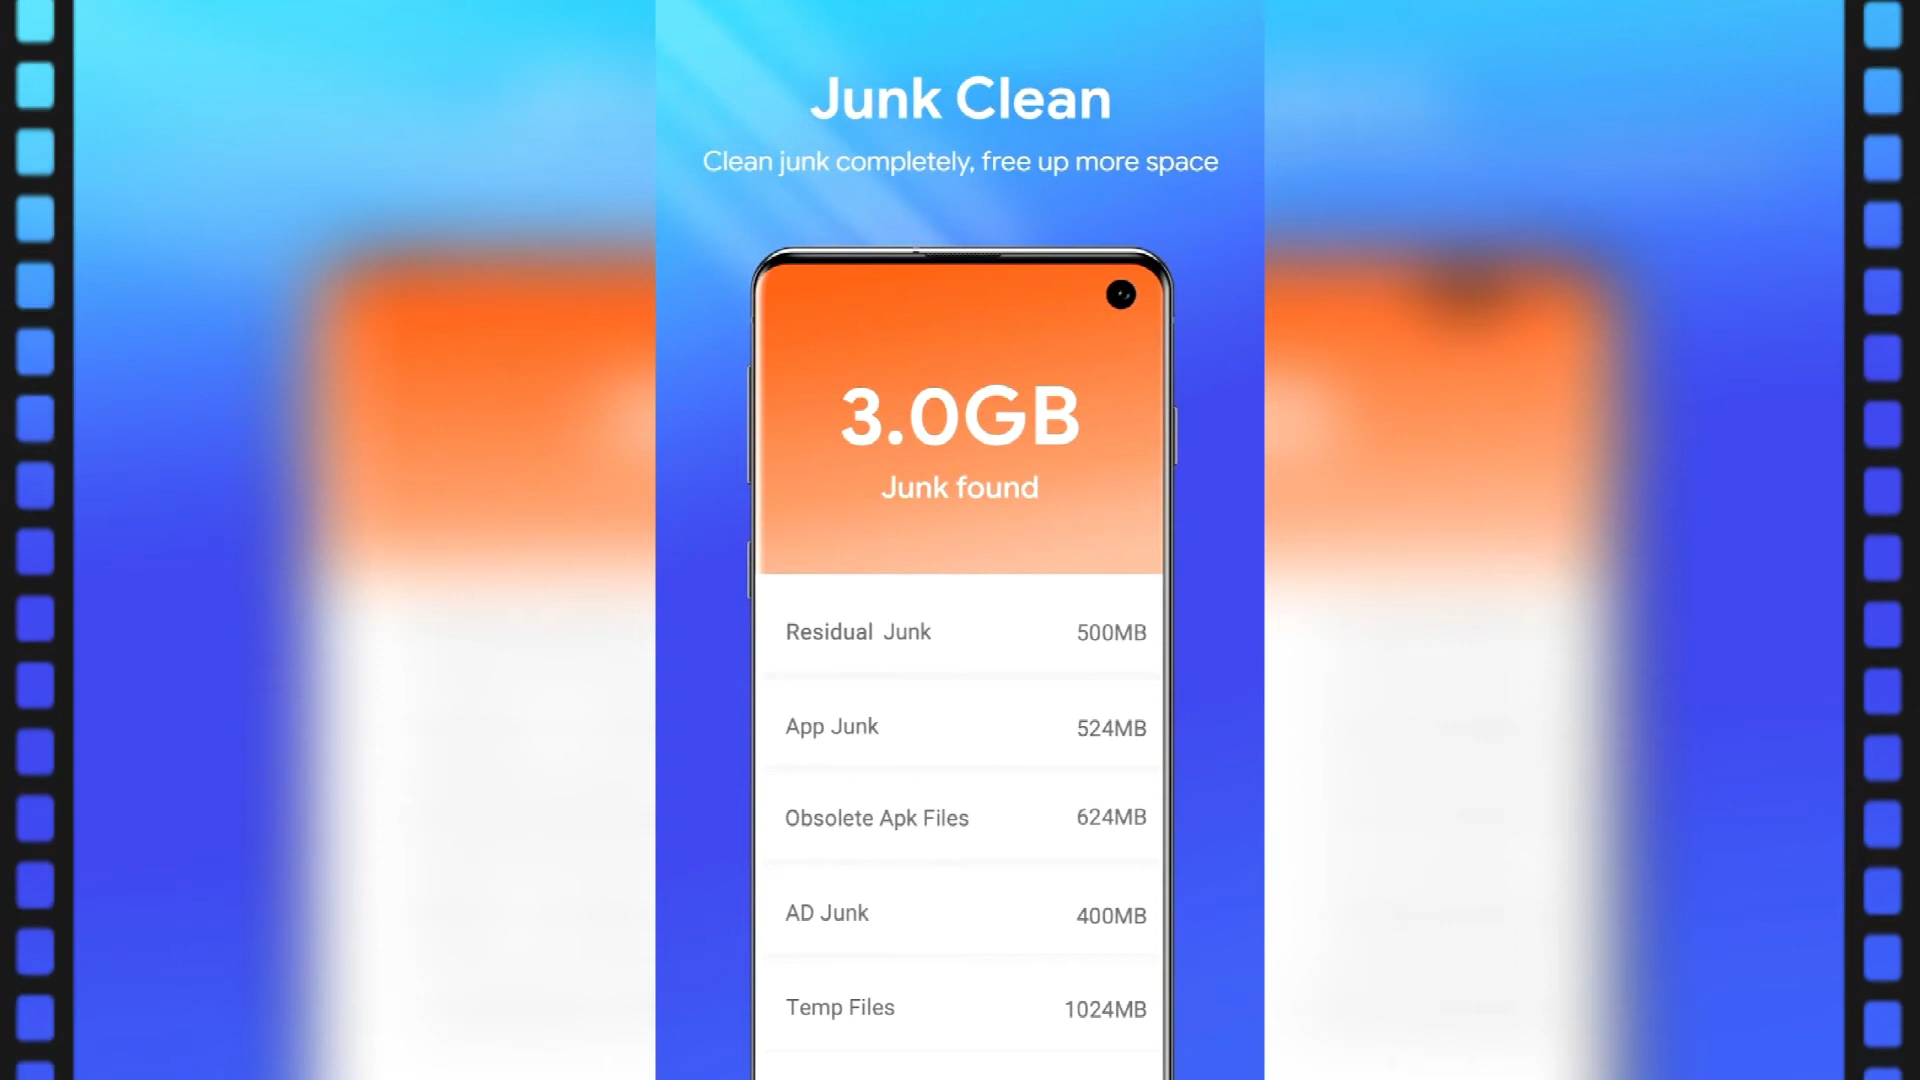 Junk Clean
Clean junk completely, free up more space
3.0GB
Junk found
Residual Junk 500MB
App Junk 524MB
Obsolete Apk Files 624MB
AD Junk 400MB
Temp Files 1024MB